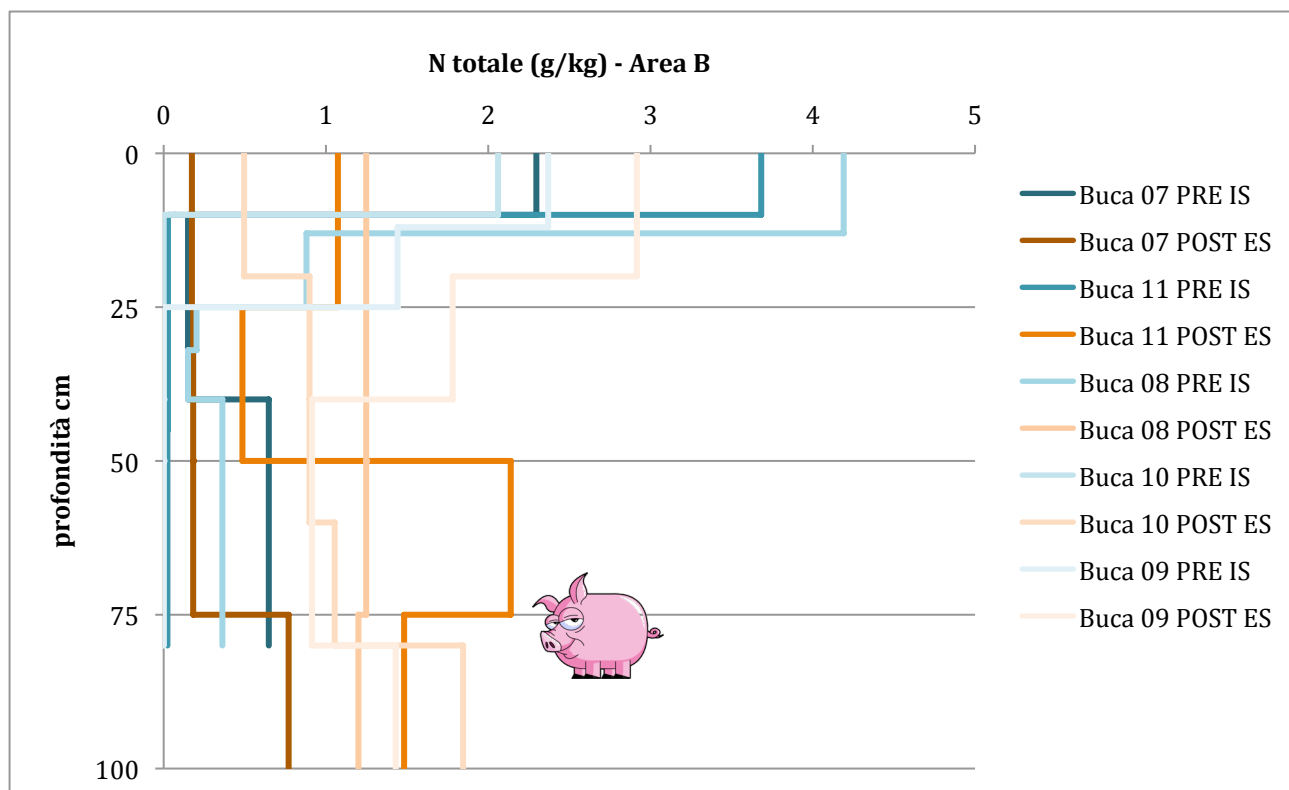 N totale (g/kg) - Area B
0 1 2 3 4 5
0
25
50
75
100
profondità cm
Buca 07 PRE IS
Buca 07 POST ES
Buca 11 PRE IS
Buca 11 POST ES
Buca 08 PRE IS
Buca 08 POST ES
Buca 10 PRE IS
Buca 10 POST ES
Buca 09 PRE IS
Buca 09 POST ES